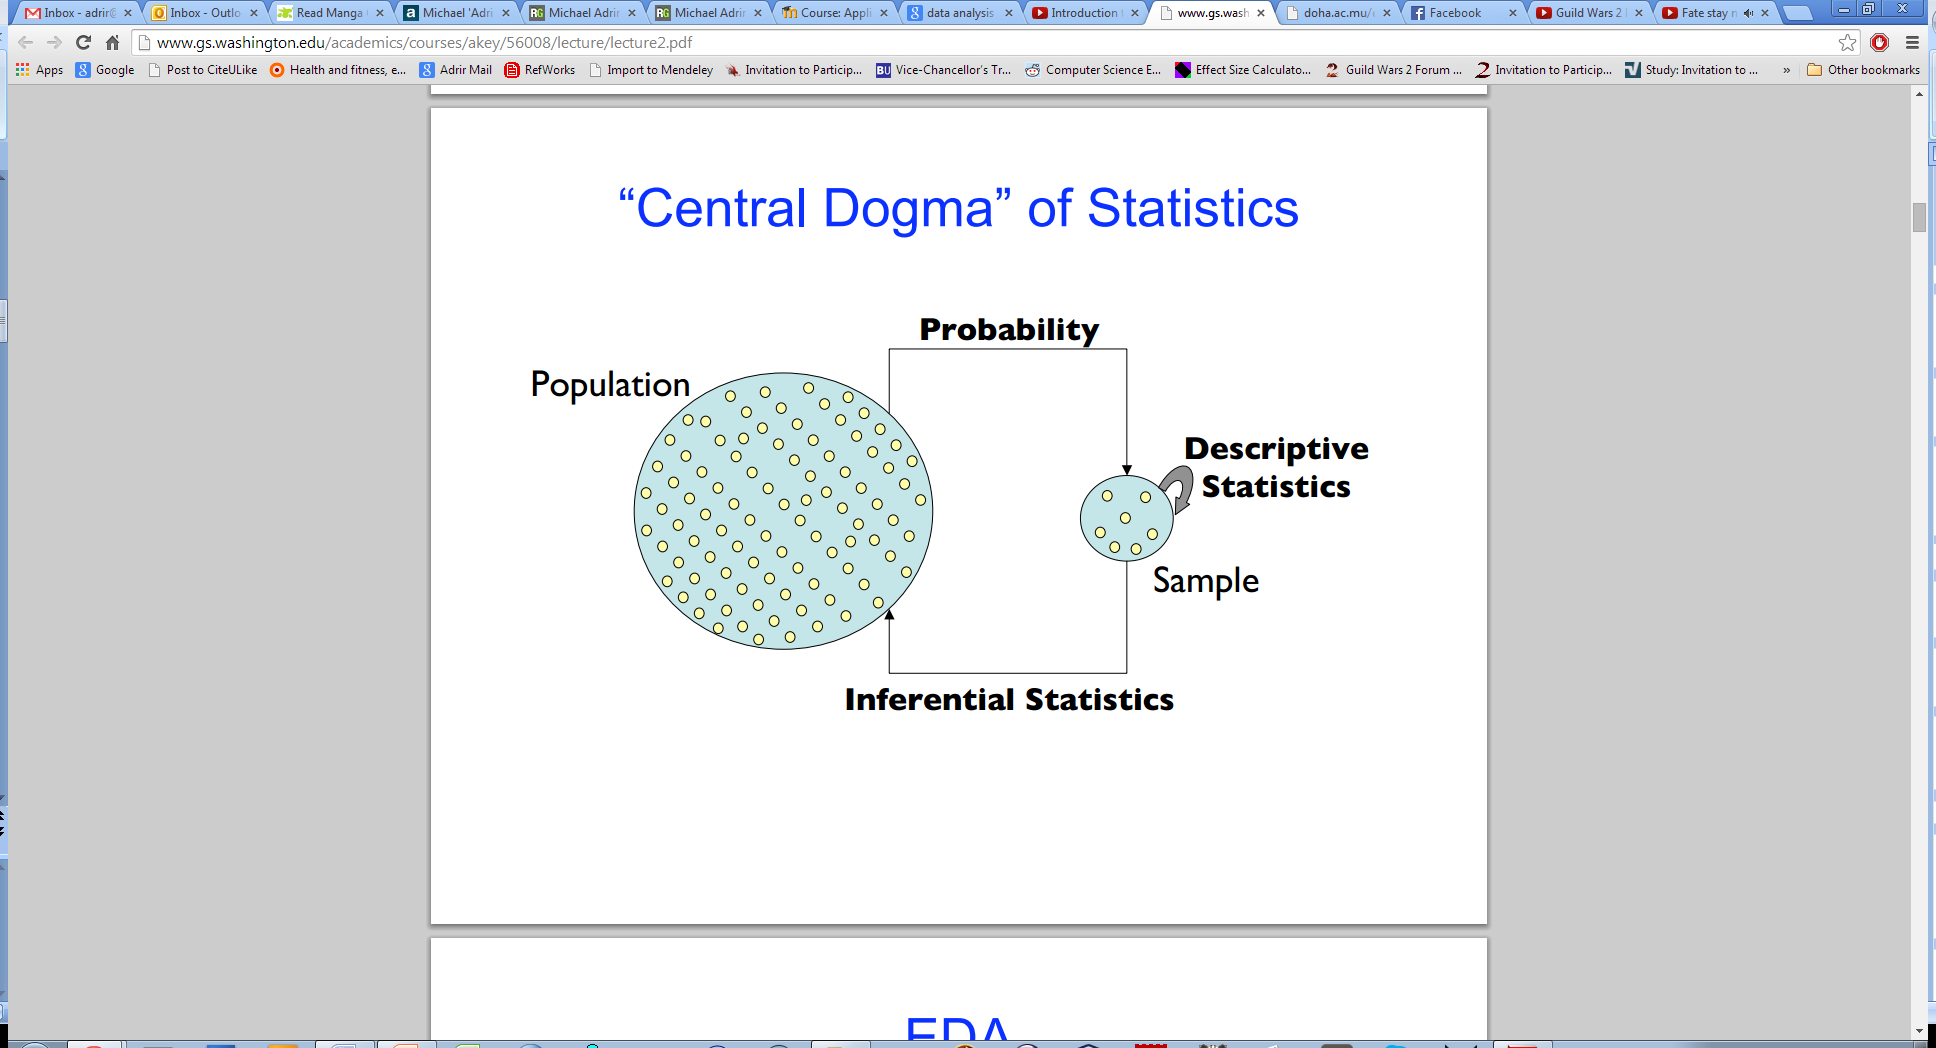 Inbox - adrir@
Inbox - Outlo
Read Manga
Michael 'Adri
Michael Adrir
Michael Adrir
Course: Appli
data analysis
Introduction
www.gs.wash
doha.ac.mu/
Facebook
Guild Wars 2
Fate stay n
www.gs.washington.edu/academics/courses/akey/56008/lecture/lecture2.pdf
Apps
Google
Post to CiteULike
Health and fitness, e...
Adrir Mail
RefWorks
Import to Mendeley
Invitation to Particip...
Vice-Chancellor's Tr...
Computer Science E...
Effect Size Calculato...
Guild Wars 2 Forum ...
Invitation to Particip...
Study: Invitation to ...
»
Other bookmarks
“Central Dogma” of Statistics
Probability
Population
Descriptive
Statistics
Sample
Inferential Statistics
EDA